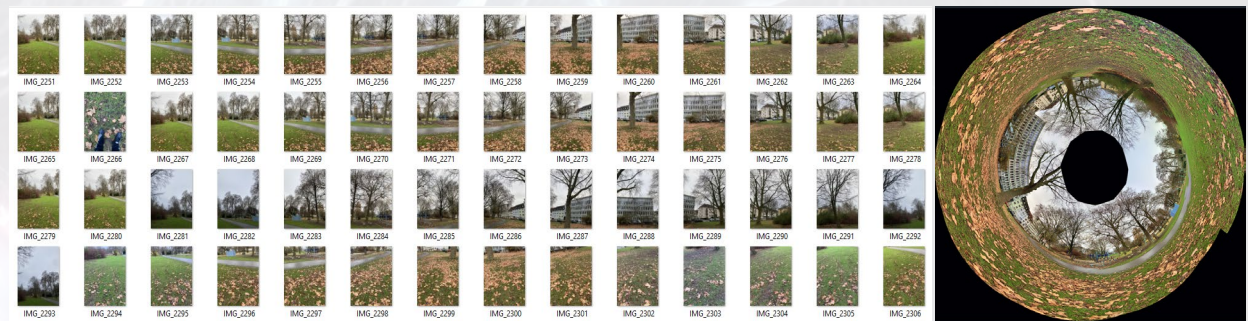 IMG_2251 IMG_2252 IMG_2253 IMG_2254 IMG_2255 IMG_2256 IMG_2257 IMG_2258 IMG_2259 IMG_2260 IMG_2261 IMG_2262 IMG_2263 IMG_2264
IMG_2265 IMG_2266 IMG_2267 IMG_2268 IMG_2269 IMG_2270 IMG_2271 IMG_2272 IMG_2273 IMG_2274 IMG_2275 IMG_2276 IMG_2277 IMG_2278
IMG_2279 IMG_2280 IMG_2281 IMG_2282 IMG_2283 IMG_2284 IMG_2285 IMG_2286 IMG_2287 IMG_2288 IMG_2289 IMG_2290 IMG_2291 IMG_2292
IMG_2293 IMG_2294 IMG_2295 IMG_2296 IMG_2297 IMG_2298 IMG_2299 IMG_2300 IMG_2301 IMG_2302 IMG_2303 IMG_2304 IMG_2305 IMG_2306